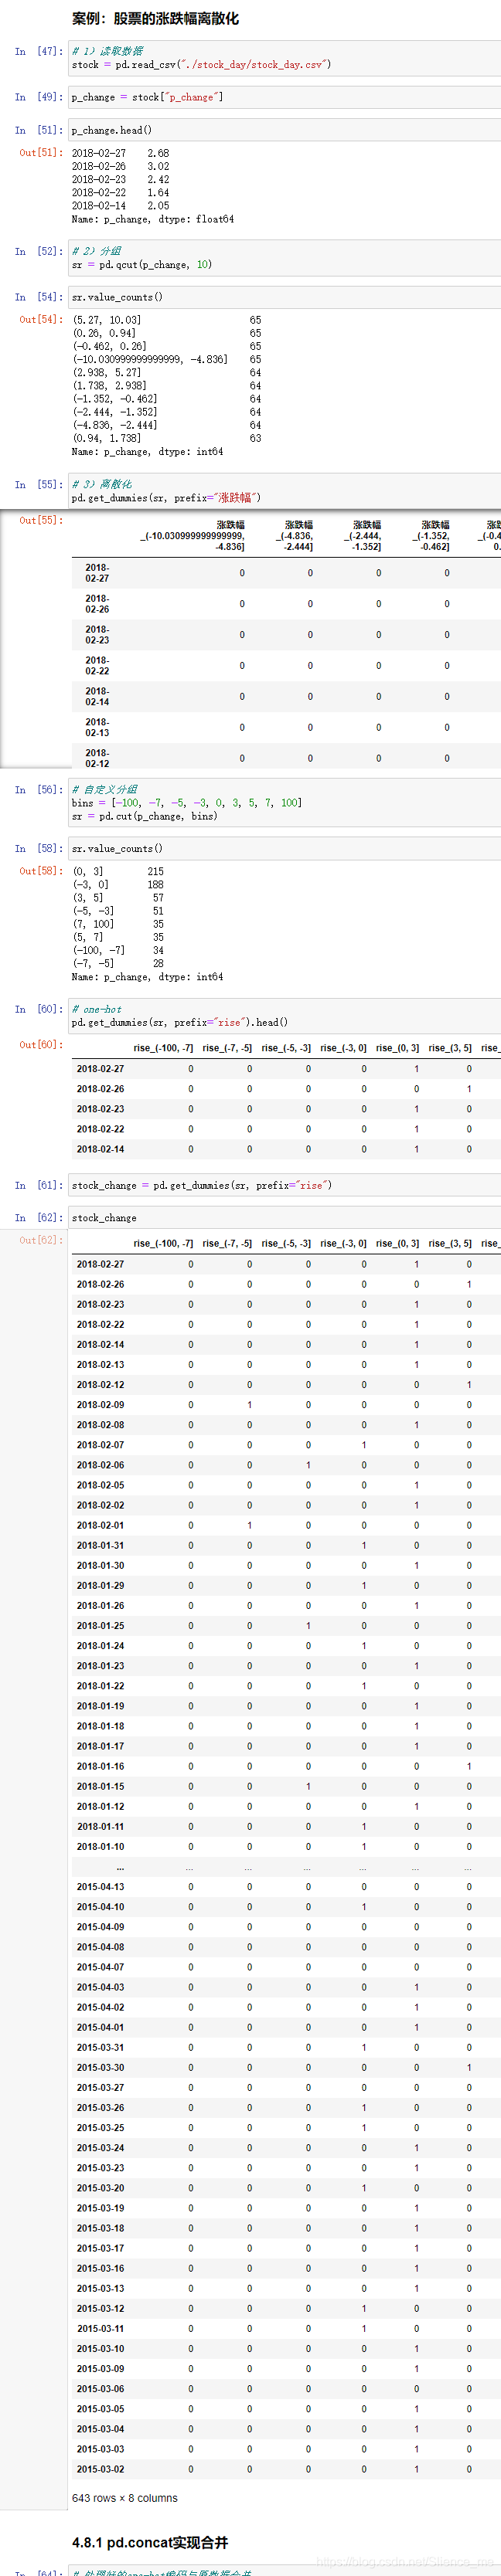 案例：股票的涨跌幅离散化
In [47]: # 1）读取数据
stock = pd.read_csv("./stock_day/stock_day.csv")
In [49]: p_change = stock["p_change"]
In [51]: p_change.head()
Out[51]: 2018-02-27 2.68
2018-02-26 3.02
2018-02-23 2.42
2018-02-22 1.64
2018-02-14 2.05
Name: p_change, dtype: float64
In [52]: # 2）分组
sr = pd.qcut(p_change, 10)
In [54]: sr.value_counts()
Out[54]: (5.27, 10.03] 65
(0.26, 0.94] 65
(-0.462, 0.26] 65
(-10.030999999999999, -4.836] 65
(2.938, 5.27] 64
(1.738, 2.938] 64
(-1.352, -0.462] 64
(-2.444, -1.352] 64
(-4.836, -2.444] 64
(0.94, 1.738] 63
Name: p_change, dtype: int64
In [55]: # 3）离散化
pd.get_dummies(sr, prefix="涨跌幅")
Out[55]: 涨跌幅 涨跌幅 涨跌幅 涨跌幅 涨跌
_(-10.030999999999999, _(-4.836, _(-2.444, _(-1.352, _(-0.4
-4.836] -2.444] -1.352] -0.462] 0.
2018-
02-27 0 0 0 0
2018-
02-26 0 0 0 0
2018-
02-23 0 0 0 0
2018-
02-22 0 0 0 0
2018-
02-14 0 0 0 0
2018-
02-13 0 0 0 0
2018-
02-12 0 0 0 0
In [56]: # 自定义分组
bins = [-100, -7, -5, -3, 0, 3, 5, 7, 100]
sr = pd.cut(p_change, bins)
In [58]: sr.value_counts()
Out[58]: (0, 3] 215
(-3, 0] 188
(3, 5] 57
(-5, -3] 51
(7, 100] 35
(5, 7] 35
(-100, -7] 34
(-7, -5] 28
Name: p_change, dtype: int64
In [60]: # one-hot
pd.get_dummies(sr, prefix="rise").head()
Out[60]: rise_(-100, -7] rise_(-7, -5] rise_(-5, -3] rise_(-3, 0] rise_(0, 3] rise_(3, 5] rise_
2018-02-27 0 0 0 0 1 0
2018-02-26 0 0 0 0 0 1
2018-02-23 0 0 0 0 1 0
2018-02-22 0 0 0 0 1 0
2018-02-14 0 0 0 0 1 0
In [61]: stock_change = pd.get_dummies(sr, prefix="rise")
In [62]: stock_change
Out[62]: rise_(-100, -7] rise_(-7, -5] rise_(-5, -3] rise_(-3, 0] rise_(0, 3] rise_(3, 5] rise_
2018-02-27 0 0 0 0 1 0
2018-02-26 0 0 0 0 0 1
2018-02-23 0 0 0 0 1 0
2018-02-22 0 0 0 0 1 0
2018-02-14 0 0 0 0 1 0
2018-02-13 0 0 0 0 1 0
2018-02-12 0 0 0 0 0 1
2018-02-09 0 1 0 0 0 0
2018-02-08 0 0 0 0 1 0
2018-02-07 0 0 0 1 0 0
2018-02-06 0 0 1 0 0 0
2018-02-05 0 0 0 0 1 0
2018-02-02 0 0 0 0 1 0
2018-02-01 0 1 0 0 0 0
2018-01-31 0 0 0 1 0 0
2018-01-30 0 0 0 0 1 0
2018-01-29 0 0 0 1 0 0
2018-01-26 0 0 0 0 1 0
2018-01-25 0 0 1 0 0 0
2018-01-24 0 0 0 1 0 0
2018-01-23 0 0 0 0 1 0
2018-01-22 0 0 0 1 0 0
2018-01-19 0 0 0 0 1 0
2018-01-18 0 0 0 0 1 0
2018-01-17 0 0 0 0 1 0
2018-01-16 0 0 0 0 0 1
2018-01-15 0 0 1 0 0 0
2018-01-12 0 0 0 0 1 0
2018-01-11 0 0 0 1 0 0
2018-01-10 0 0 0 1 0 0
... ... ... ... ... ... ...
2015-04-13 0 0 0 0 0 0
2015-04-10 0 0 0 1 0 0
2015-04-09 0 0 0 0 0 0
2015-04-08 0 0 0 0 0 0
2015-04-07 0 0 0 0 0 0
2015-04-03 0 0 0 0 1 0
2015-04-02 0 0 0 0 1 0
2015-04-01 0 0 0 0 1 0
2015-03-31 0 0 0 1 0 0
2015-03-30 0 0 0 0 0 1
2015-03-27 0 0 0 0 0 0
2015-03-26 0 0 0 1 0 0
2015-03-25 0 0 0 1 0 0
2015-03-24 0 0 0 0 1 0
2015-03-23 0 0 0 0 1 0
2015-03-20 0 0 0 1 0 0
2015-03-19 0 0 0 0 1 0
2015-03-18 0 0 0 0 1 0
2015-03-17 0 0 0 0 1 0
2015-03-16 0 0 0 0 1 0
2015-03-13 0 0 0 0 1 0
2015-03-12 0 0 0 1 0 0
2015-03-11 0 0 0 1 0 0
2015-03-10 0 0 0 0 1 0
2015-03-09 0 0 0 0 1 0
2015-03-06 0 0 0 0 0 0
2015-03-05 0 0 0 0 1 0
2015-03-04 0 0 0 0 1 0
2015-03-03 0 0 0 0 1 0
2015-03-02 0 0 0 0 1 0
643 rows × 8 columns
4.8.1 pd.concat实现合并